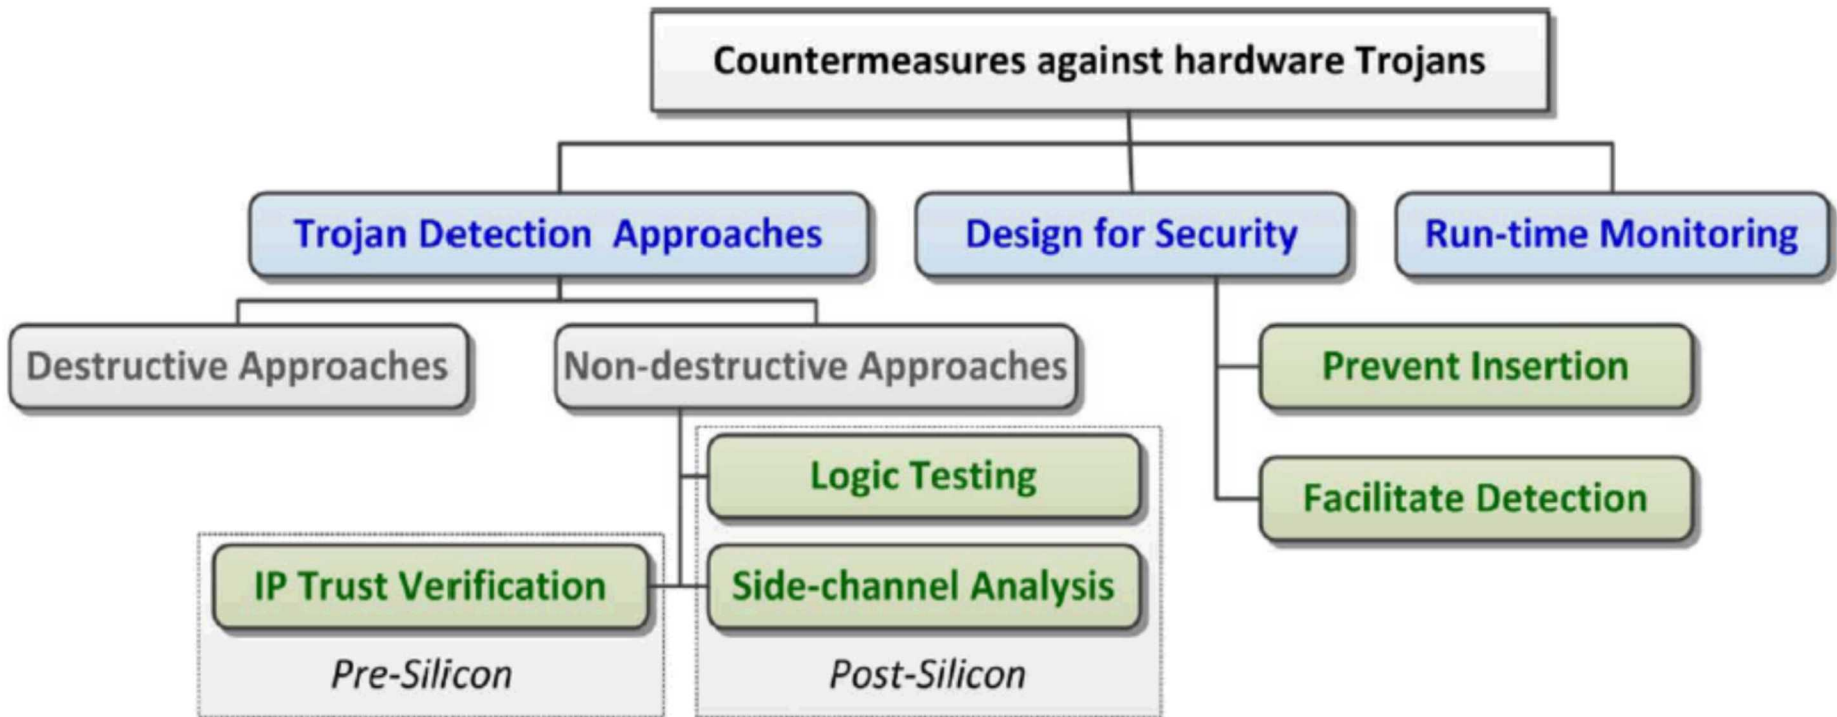 Countermeasures against hardware Trojans
Trojan Detection Approaches
Design for Security
Run-time Monitoring
Destructive Approaches
Non-destructive Approaches
Prevent Insertion
Logic Testing
Facilitate Detection
IP Trust Verification
Side-channel Analysis
Pre-Silicon
Post-Silicon